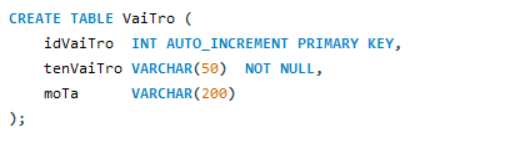 CREATE TABLE VaiTro (
    idVaiTro  INT AUTO_INCREMENT PRIMARY KEY,
    tenVaiTro VARCHAR(50)  NOT NULL,
    moTa      VARCHAR(200)
);